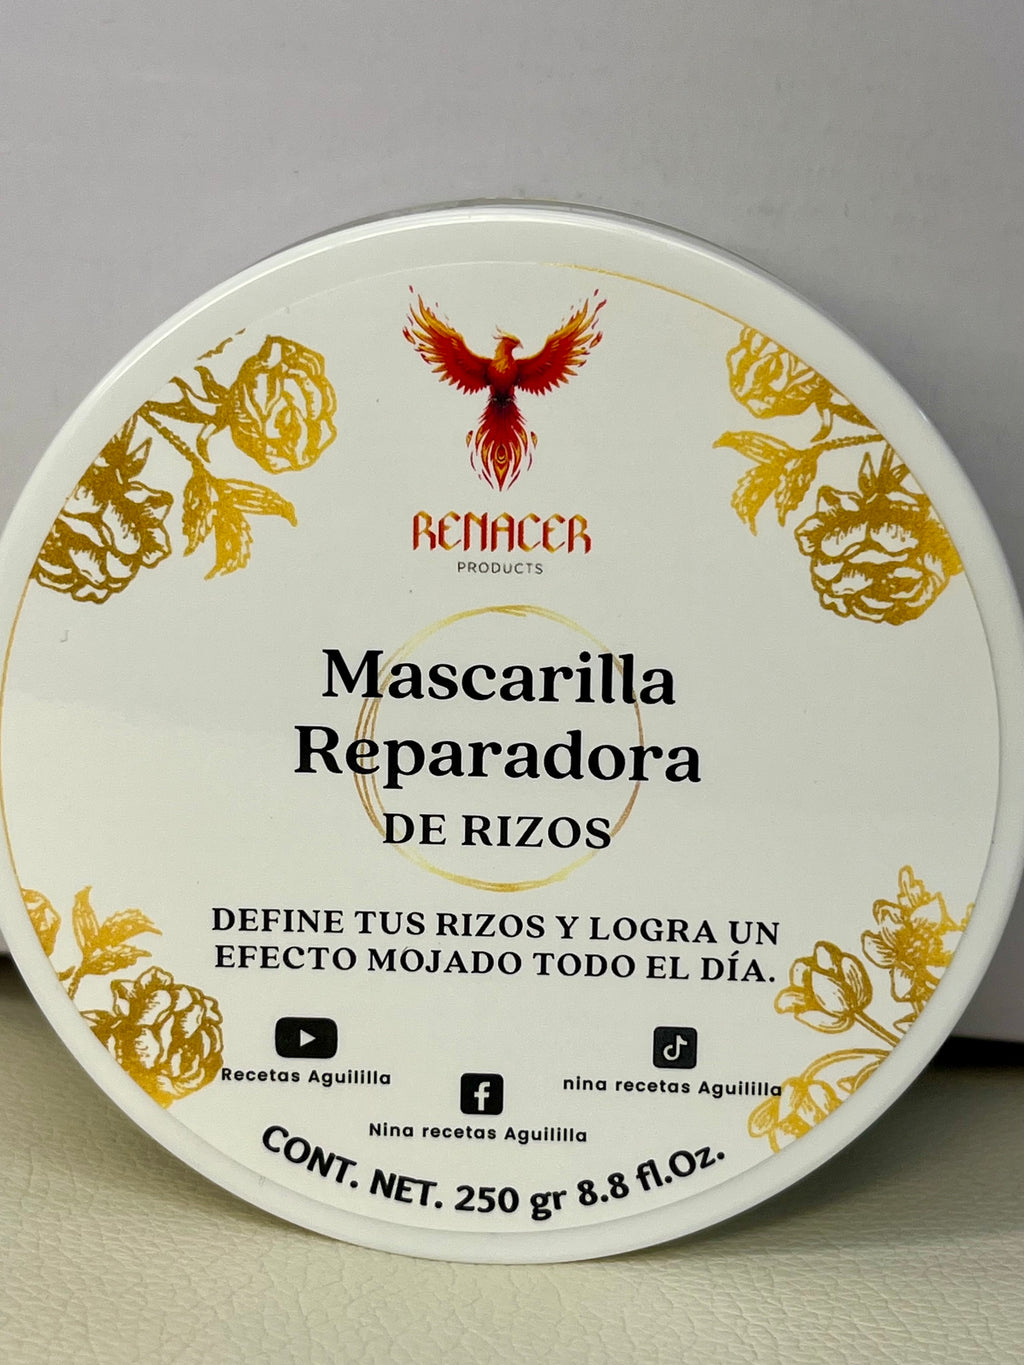 RENACER
PRODUCTS
Mascarilla
Reparadora
DE RIZOS
DEFINE TUS RIZOS Y LOGRA UN
EFECTO MOJADO TODO EL DÍA.
Recetas Aguililla
nina recetas Aguililla
Nina recetas Aguililla
CONT. NET. 250 gr 8.8 fl.Oz.